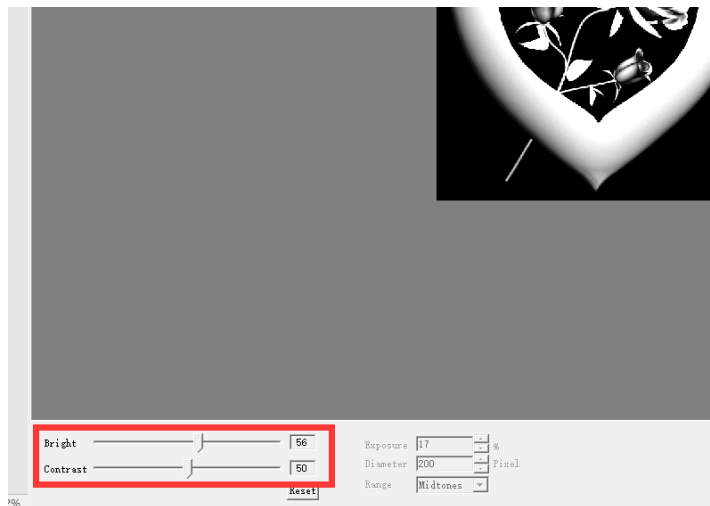 Bright 56
Contrast 50
Reset
Exposure 17 %
Diameter 200 Pixel
Range Midtones